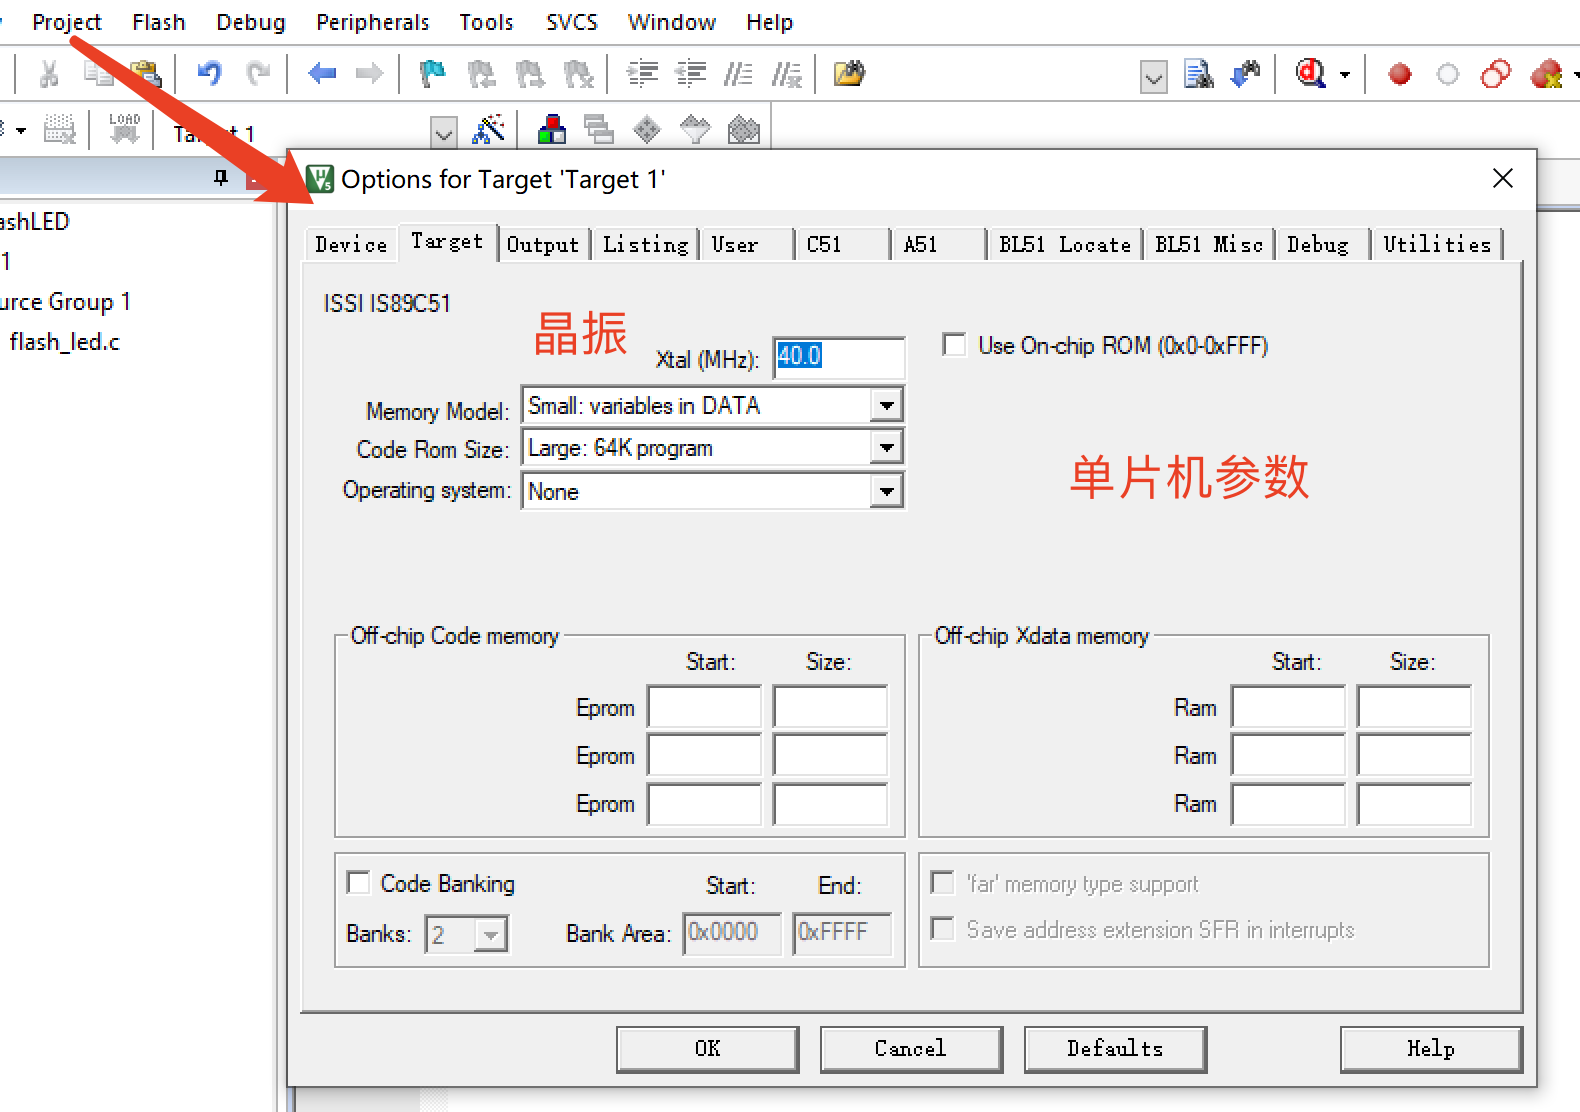 Project Flash Debug Peripherals Tools SVCS Window Help
LOAD
Options for Target 'Target 1'
ashLED
1
urce Group 1
flash_led.c
Device Target Output Listing User C51 A51 BL51 Locate BL51 Misc Debug Utilities
ISSI IS89C51
晶振
Xtal (MHz): 40.0
Use On-chip ROM (0x0-0xFFF)
Memory Model: Small: variables in DATA
Code Rom Size: Large: 64K program
Operating system: None
单片机参数
Off-chip Code memory
Start: Size:
Eprom
Eprom
Eprom
Off-chip Xdata memory
Start: Size:
Ram
Ram
Ram
Code Banking Start: End:
Banks: 2 Bank Area: 0x0000 0xFFFF
'far' memory type support
Save address extension SFR in interrupts
OK Cancel Defaults Help